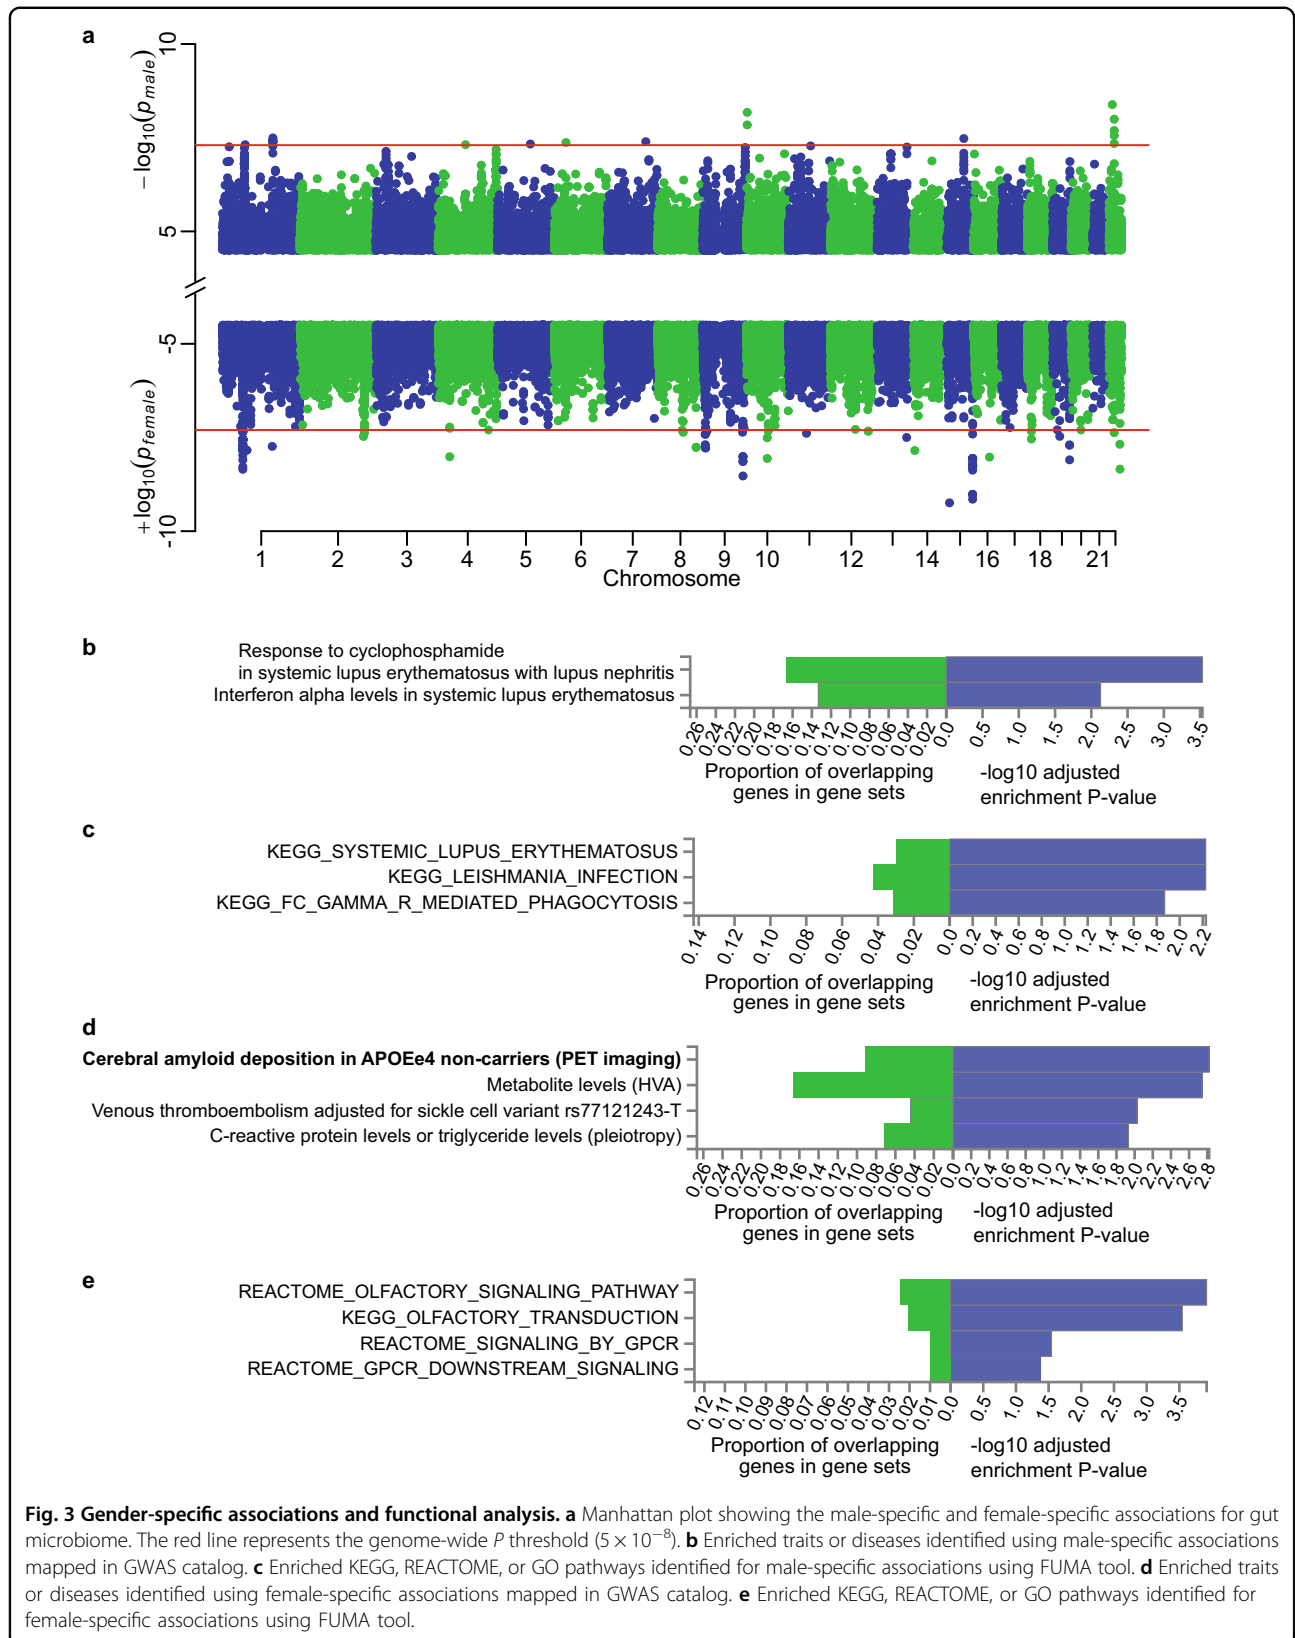 a
10
5
-5
-10
−log10(pmale)
+log10(pfemale)
1 2 3 4 5 6 7 8 9 10 12 14 16 18 21
Chromosome
b
Response to cyclophosphamide
in systemic lupus erythematosus with lupus nephritis
Interferon alpha levels in systemic lupus erythematosus
0.26 0.24 0.22 0.20 0.18 0.16 0.14 0.12 0.10 0.08 0.06 0.04 0.02 0.0 0.5 1.0 1.5 2.0 2.5 3.0 3.5
Proportion of overlapping
genes in gene sets
-log10 adjusted
enrichment P-value
c
KEGG_SYSTEMIC_LUPUS_ERYTHEMATOSUS
KEGG_LEISHMANIA_INFECTION
KEGG_FC_GAMMA_R_MEDIATED_PHAGOCYTOSIS
0.14 0.12 0.10 0.08 0.06 0.04 0.02 0.0 0.2 0.4 0.6 0.8 1.0 1.2 1.4 1.6 1.8 2.0 2.2
Proportion of overlapping
genes in gene sets
-log10 adjusted
enrichment P-value
d
Cerebral amyloid deposition in APOEe4 non-carriers (PET imaging)
Metabolite levels (HVA)
Venous thromboembolism adjusted for sickle cell variant rs77121243-T
C-reactive protein levels or triglyceride levels (pleiotropy)
0.26 0.24 0.22 0.20 0.18 0.16 0.14 0.12 0.10 0.08 0.06 0.04 0.02 0.0 0.2 0.4 0.6 0.8 1.0 1.2 1.4 1.6 1.8 2.0 2.2 2.4 2.6 2.8
Proportion of overlapping
genes in gene sets
-log10 adjusted
enrichment P-value
e
REACTOME_OLFACTORY_SIGNALING_PATHWAY
KEGG_OLFACTORY_TRANSDUCTION
REACTOME_SIGNALING_BY_GPCR
REACTOME_GPCR_DOWNSTREAM_SIGNALING
0.12 0.11 0.10 0.09 0.08 0.07 0.06 0.05 0.04 0.03 0.02 0.01 0.0 0.5 1.0 1.5 2.0 2.5 3.0 3.5
Proportion of overlapping
genes in gene sets
-log10 adjusted
enrichment P-value
Fig. 3 Gender-specific associations and functional analysis. a Manhattan plot showing the male-specific and female-specific associations for gut
microbiome. The red line represents the genome-wide P threshold (5 × 10−8). b Enriched traits or diseases identified using male-specific associations
mapped in GWAS catalog. c Enriched KEGG, REACTOME, or GO pathways identified for male-specific associations using FUMA tool. d Enriched traits
or diseases identified using female-specific associations mapped in GWAS catalog. e Enriched KEGG, REACTOME, or GO pathways identified for
female-specific associations using FUMA tool.